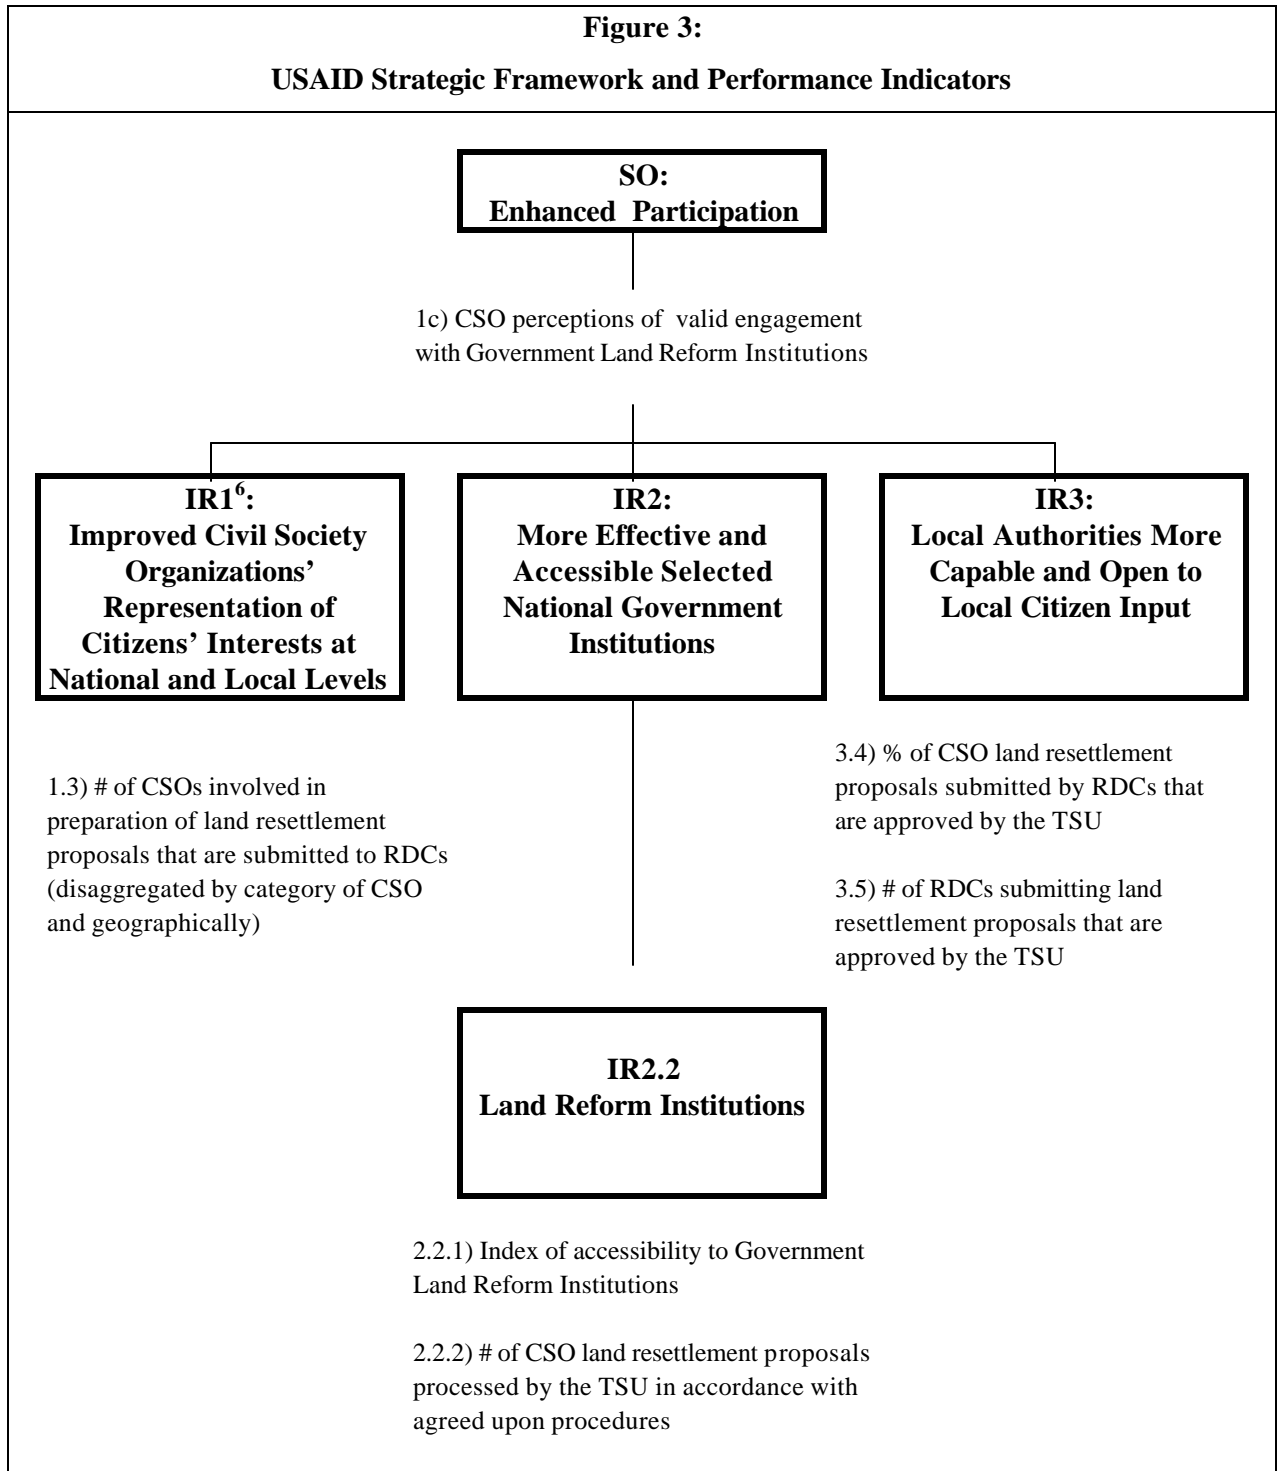 Figure 3:
USAID Strategic Framework and Performance Indicators
SO:
Enhanced Participation
1c) CSO perceptions of valid engagement
with Government Land Reform Institutions
IR1⁶:
Improved Civil Society
Organizations’
Representation of
Citizens’ Interests at
National and Local Levels
IR2:
More Effective and
Accessible Selected
National Government
Institutions
IR3:
Local Authorities More
Capable and Open to
Local Citizen Input
1.3) # of CSOs involved in
preparation of land resettlement
proposals that are submitted to RDCs
(disaggregated by category of CSO
and geographically)
3.4) % of CSO land resettlement
proposals submitted by RDCs that
are approved by the TSU
3.5) # of RDCs submitting land
resettlement proposals that are
approved by the TSU
IR2.2
Land Reform Institutions
2.2.1) Index of accessibility to Government
Land Reform Institutions
2.2.2) # of CSO land resettlement proposals
processed by the TSU in accordance with
agreed upon procedures